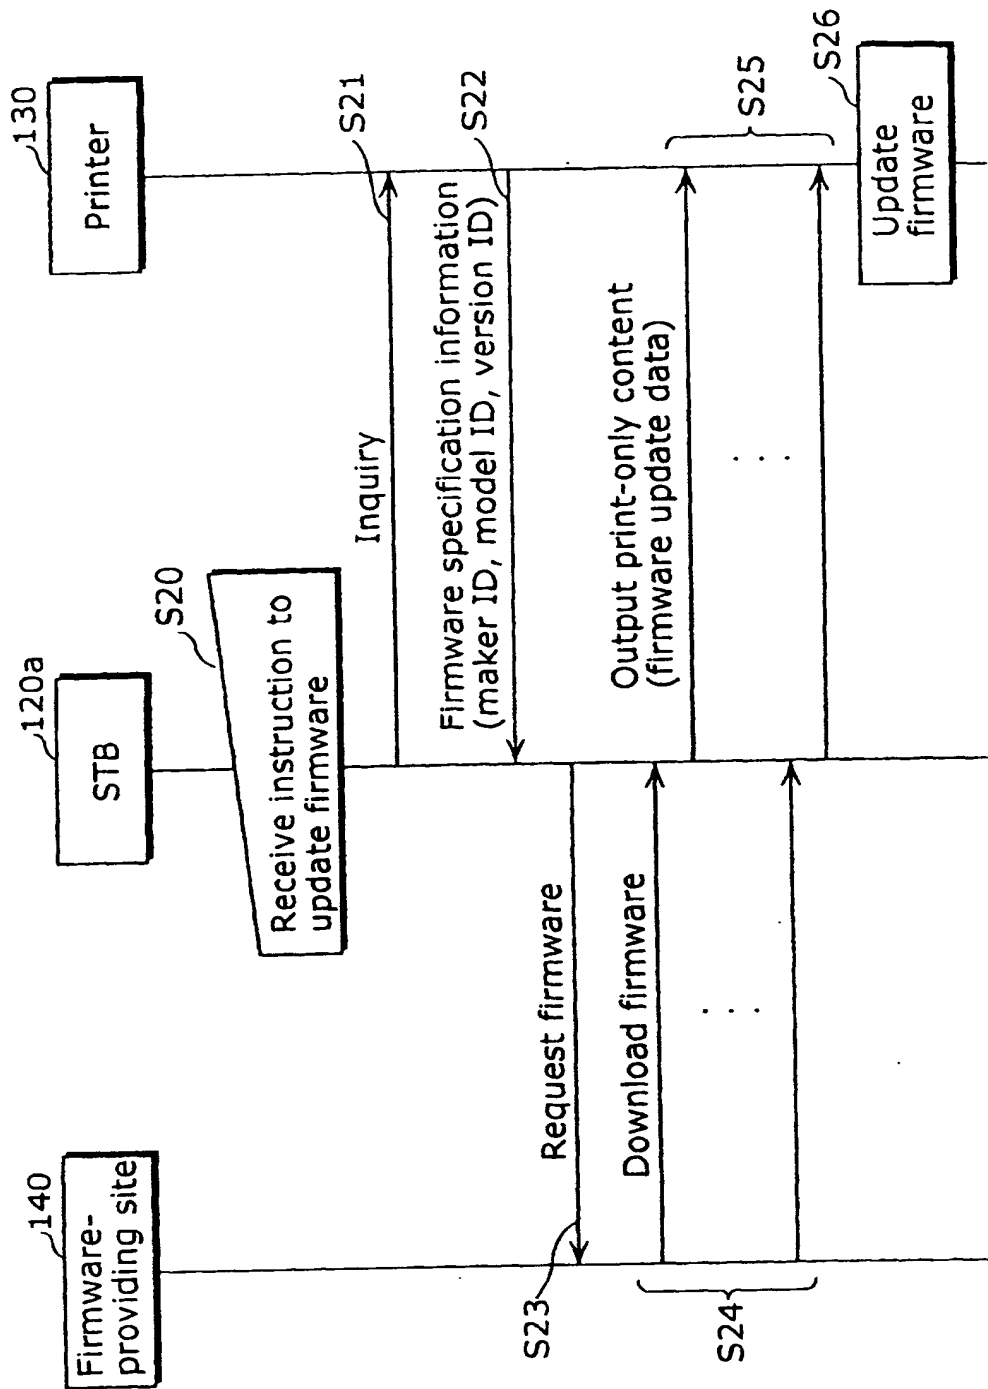 140
Firmware-
providing site
120a
STB
130
Printer
S20
Receive instruction to
update firmware
Inquiry
S21
Firmware specification information
(maker ID, model ID, version ID)
S22
Request firmware
S23
Download firmware
. . .
S24
Output print-only content
(firmware update data)
. . .
S25
Update
firmware
S26